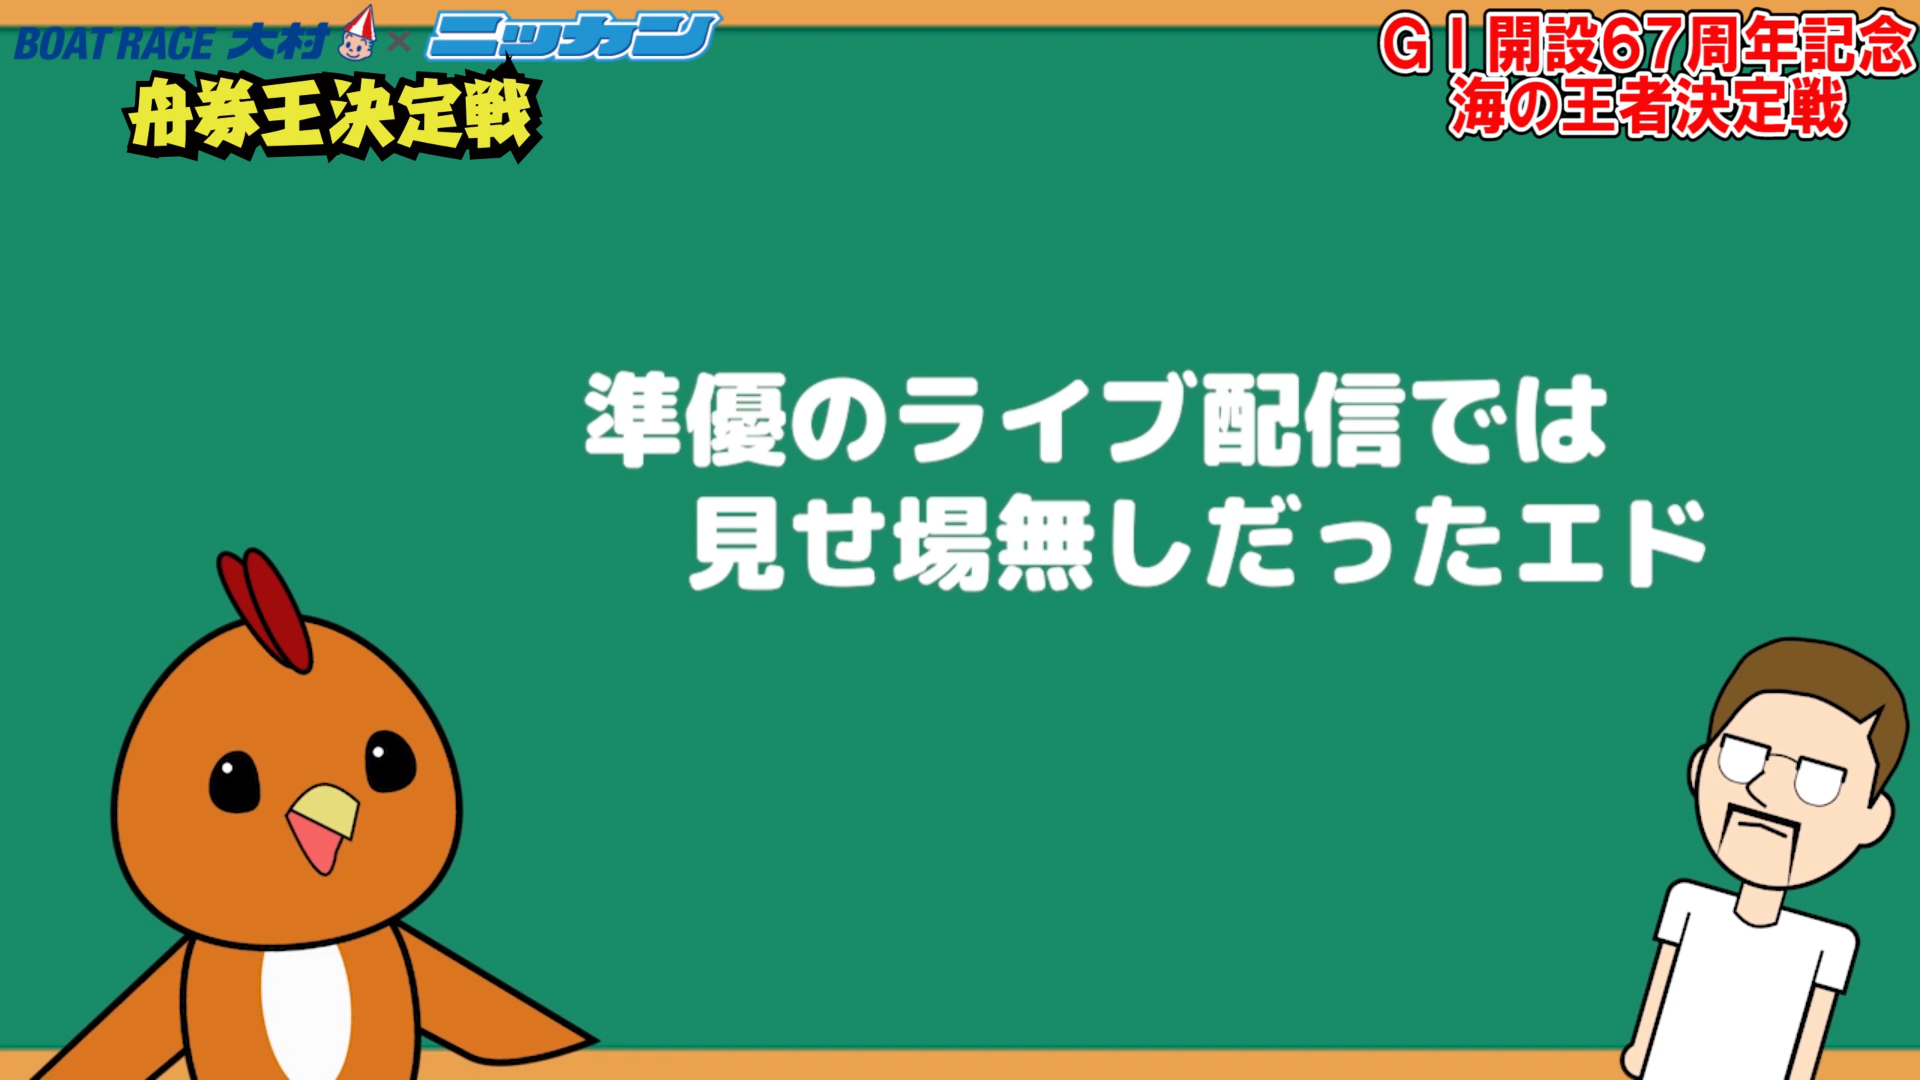 BOAT RACE 大村 × ニッカン
舟券王決定戦
GⅠ開設67周年記念
海の王者決定戦
準優のライブ配信では
見せ場無しだったエド